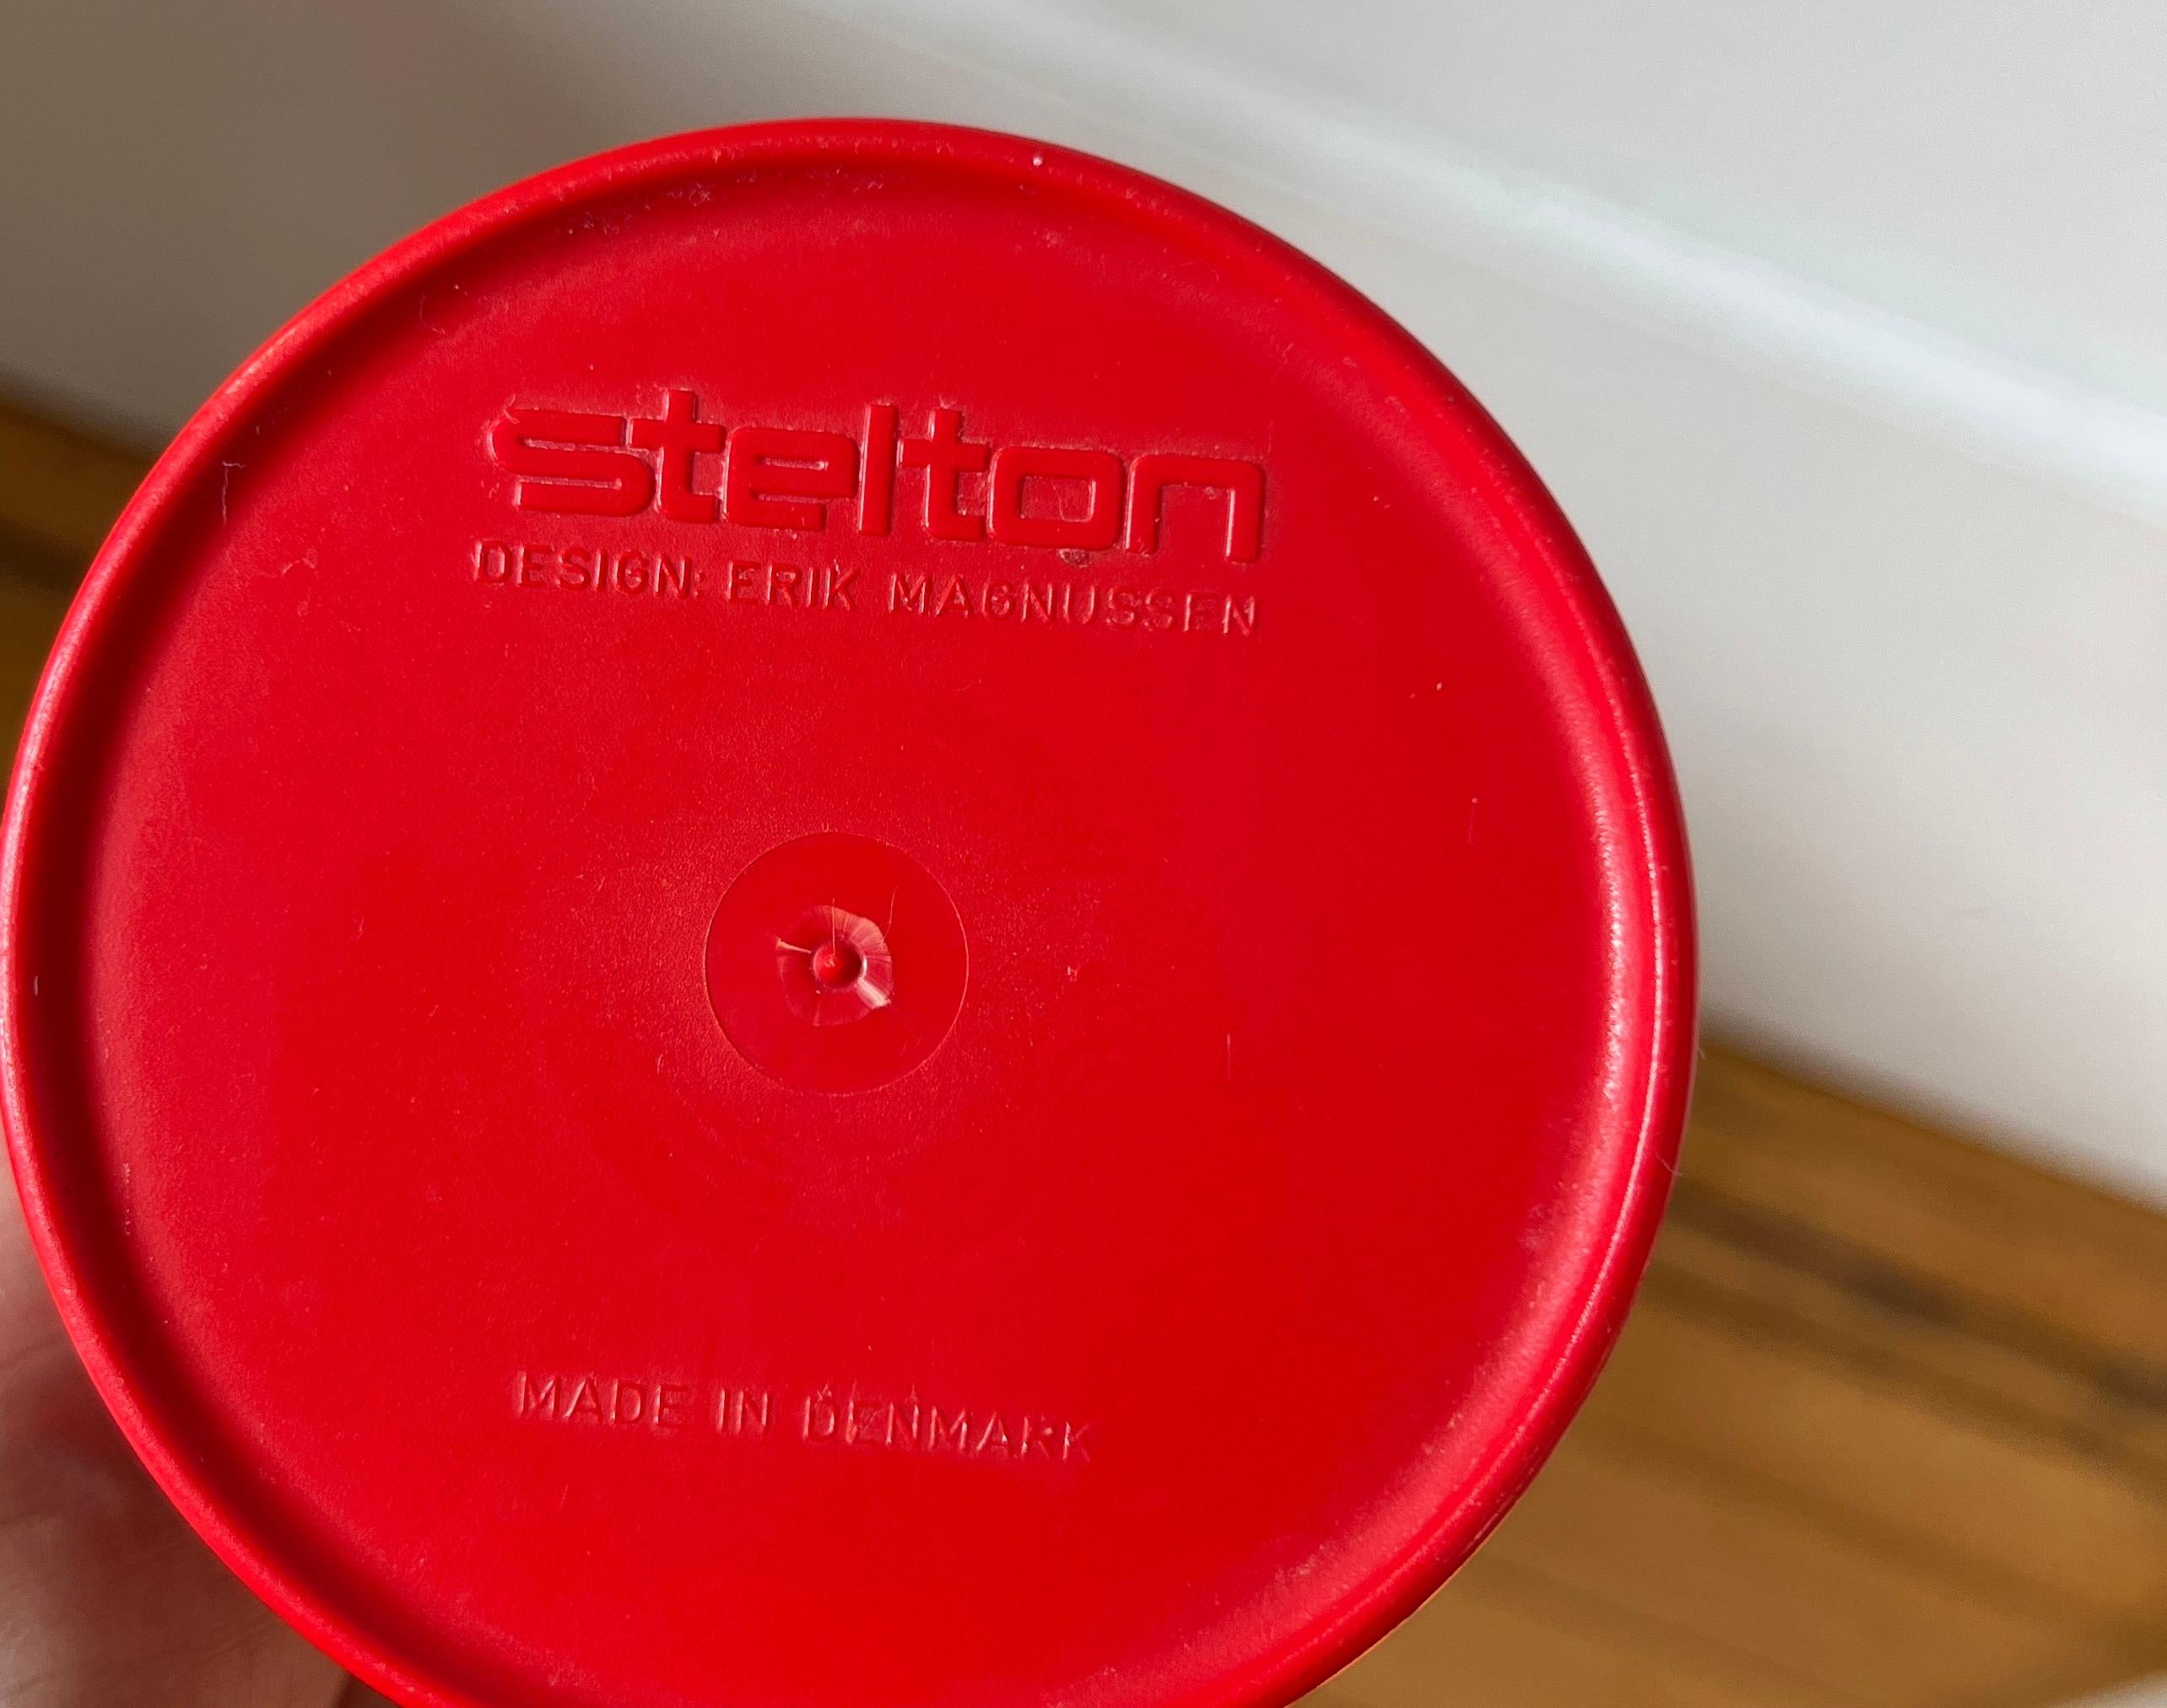 stelton
DESIGN: ERIK MAGNUSSEN
MADE IN DENMARK